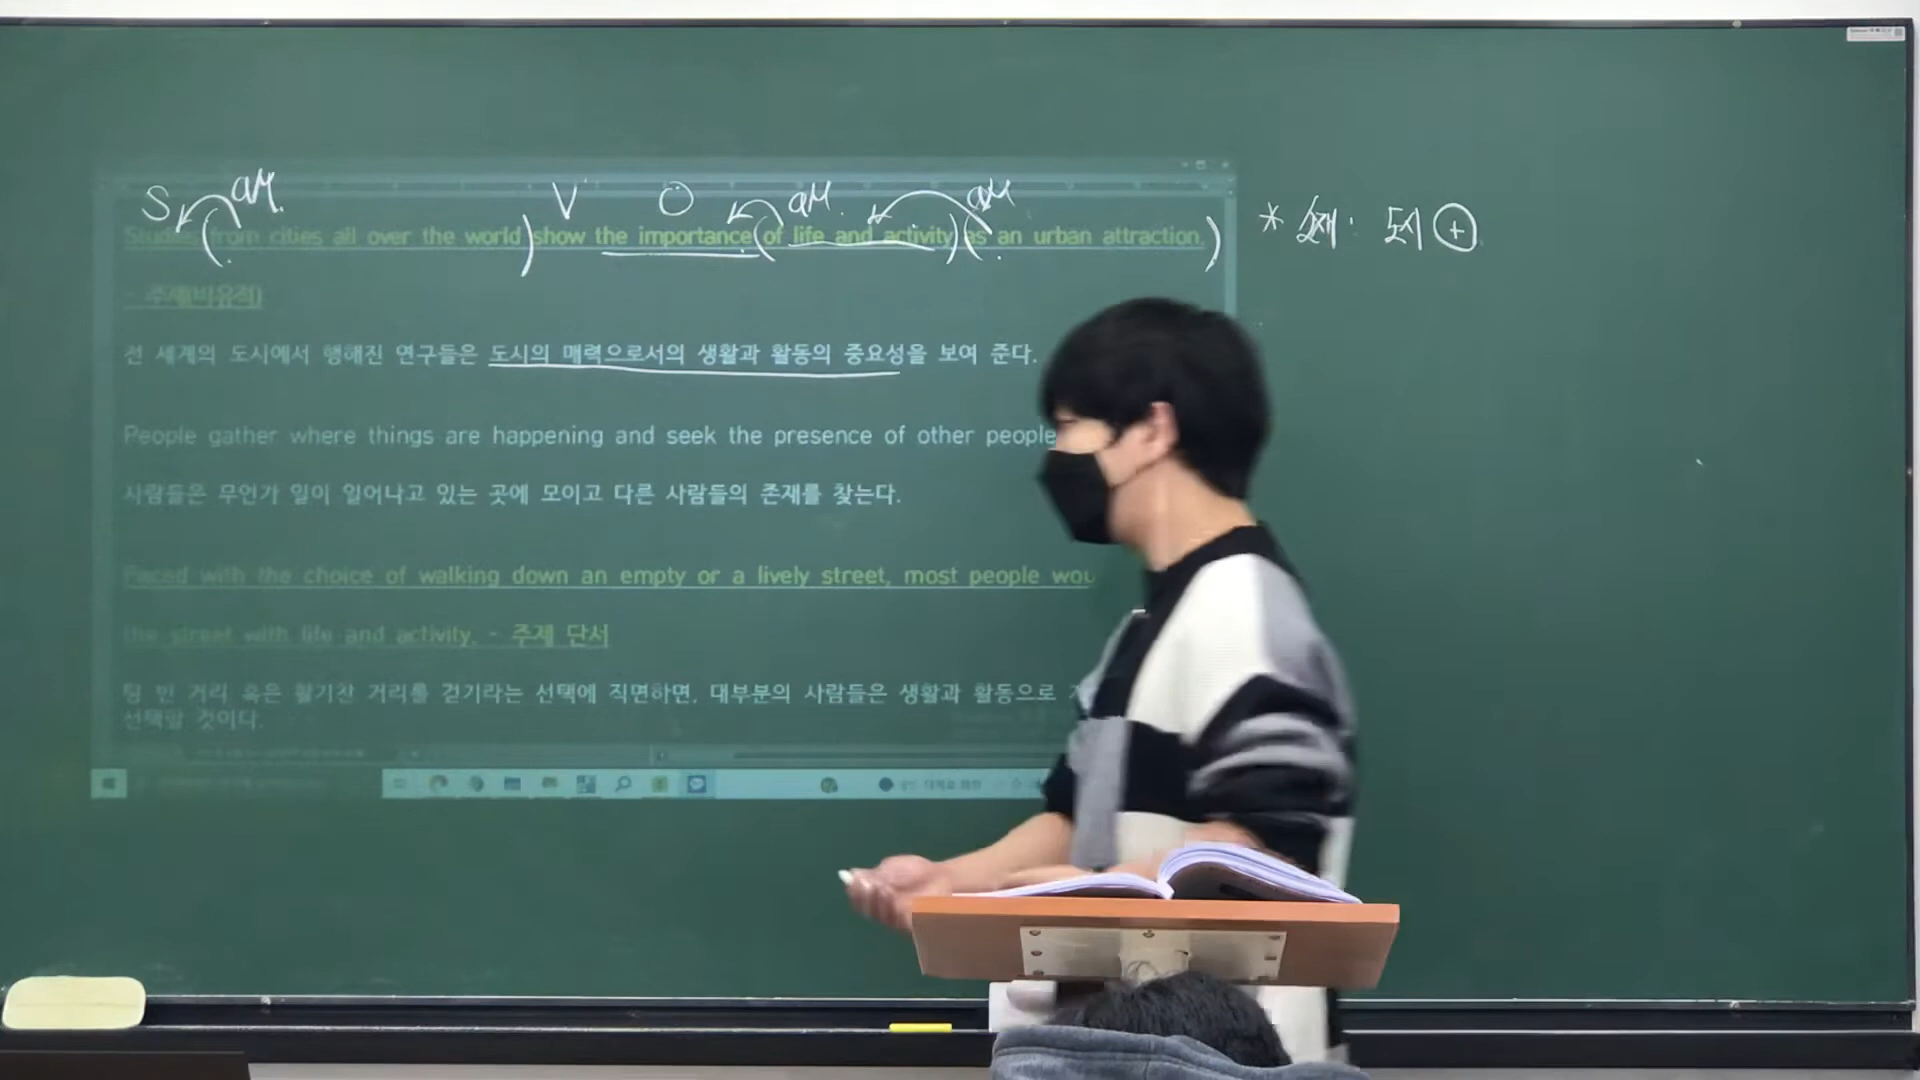 S aM. V O aM. aM
Studies from cities all over the world show the importance of life and activity as an urban attraction.
* 소재 : 도시 +
- 주제(비유적)
전 세계의 도시에서 행해진 연구들은 도시의 매력으로서의 생활과 활동의 중요성을 보여 준다.
People gather where things are happening and seek the presence of other people
사람들은 무언가 일이 일어나고 있는 곳에 모이고 다른 사람들의 존재를 찾는다.
Faced with the choice of walking down an empty or a lively street, most people wou
the street with life and activity. - 주제 단서
텅 빈 거리 혹은 활기찬 거리를 걷기라는 선택에 직면하면, 대부분의 사람들은 생활과 활동으로
선택할 것이다.